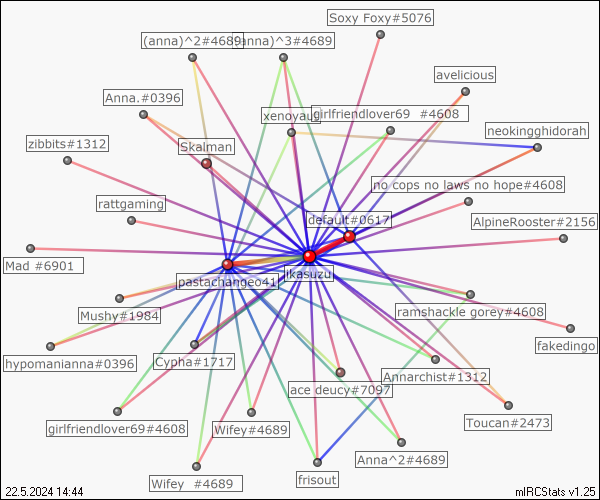 Soxy Foxy#5076
(anna)^2#4689
(anna)^3#4689
avelicious
Anna.#0396
xenoyaut
girlfriendlover69 #4608
neokingghidorah
zibbits#1312
Skalman
no cops no laws no hope#4608
rattgaming
default#0617
AlpineRooster#2156
Mad #6901
pastachangeo41
Ikasuzu
Mushy#1984
ramshackle gorey#4608
fakedingo
hypomanianna#0396
Cypha#1717
Annarchist#1312
ace deucy#7097
girlfriendlover69#4608
Wifey#4689
Toucan#2473
Anna^2#4689
Wifey #4689
frisout
22.5.2024 14:44
mIRCStats v1.25